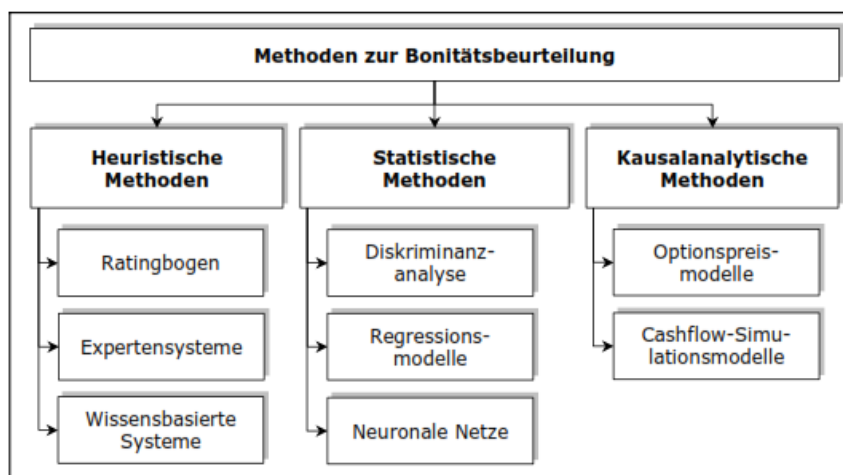 Methoden zur Bonitätsbeurteilung
Heuristische
Methoden
Ratingbogen
Expertensysteme
Wissensbasierte
Systeme
Statistische
Methoden
Diskriminanz-
analyse
Regressions-
modelle
Neuronale Netze
Kausalanalytische
Methoden
Optionspreis-
modelle
Cashflow-Simu-
lationsmodelle